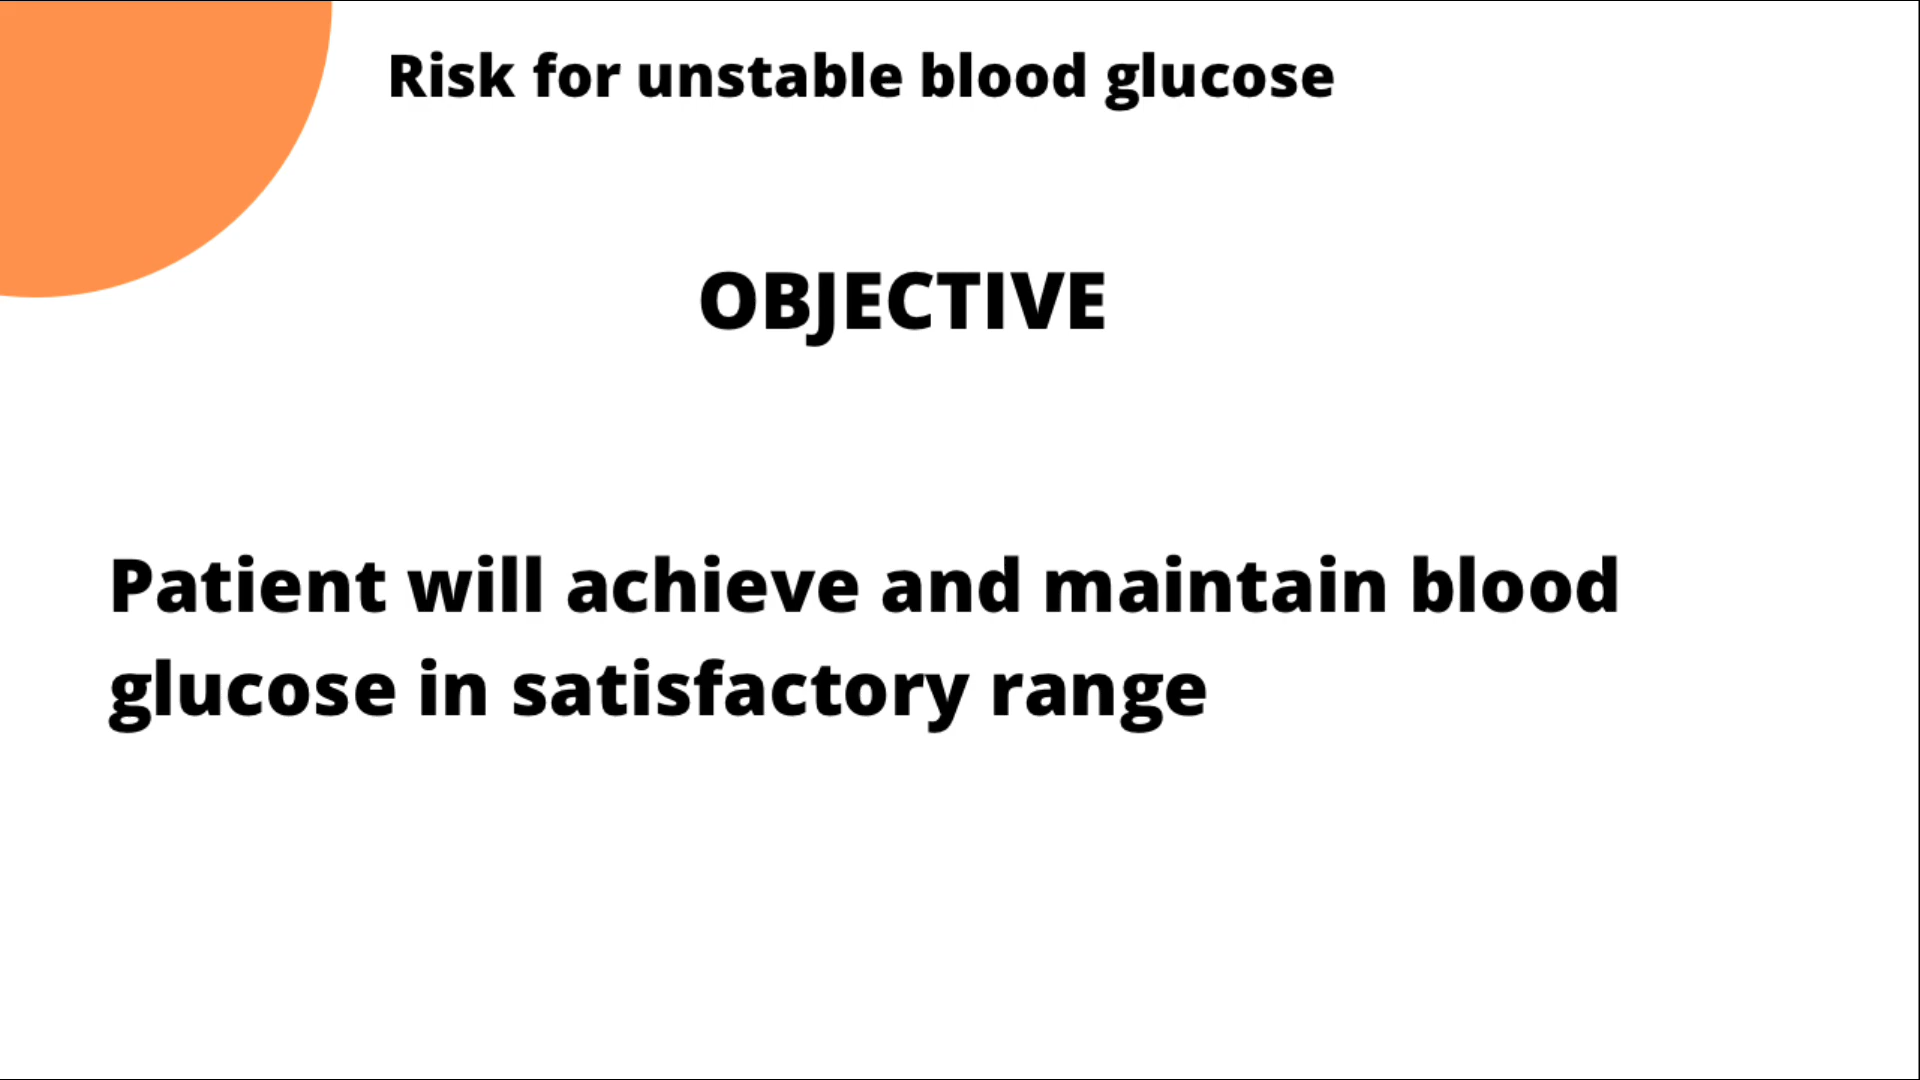 Risk for unstable blood glucose
OBJECTIVE
Patient will achieve and maintain blood
glucose in satisfactory range